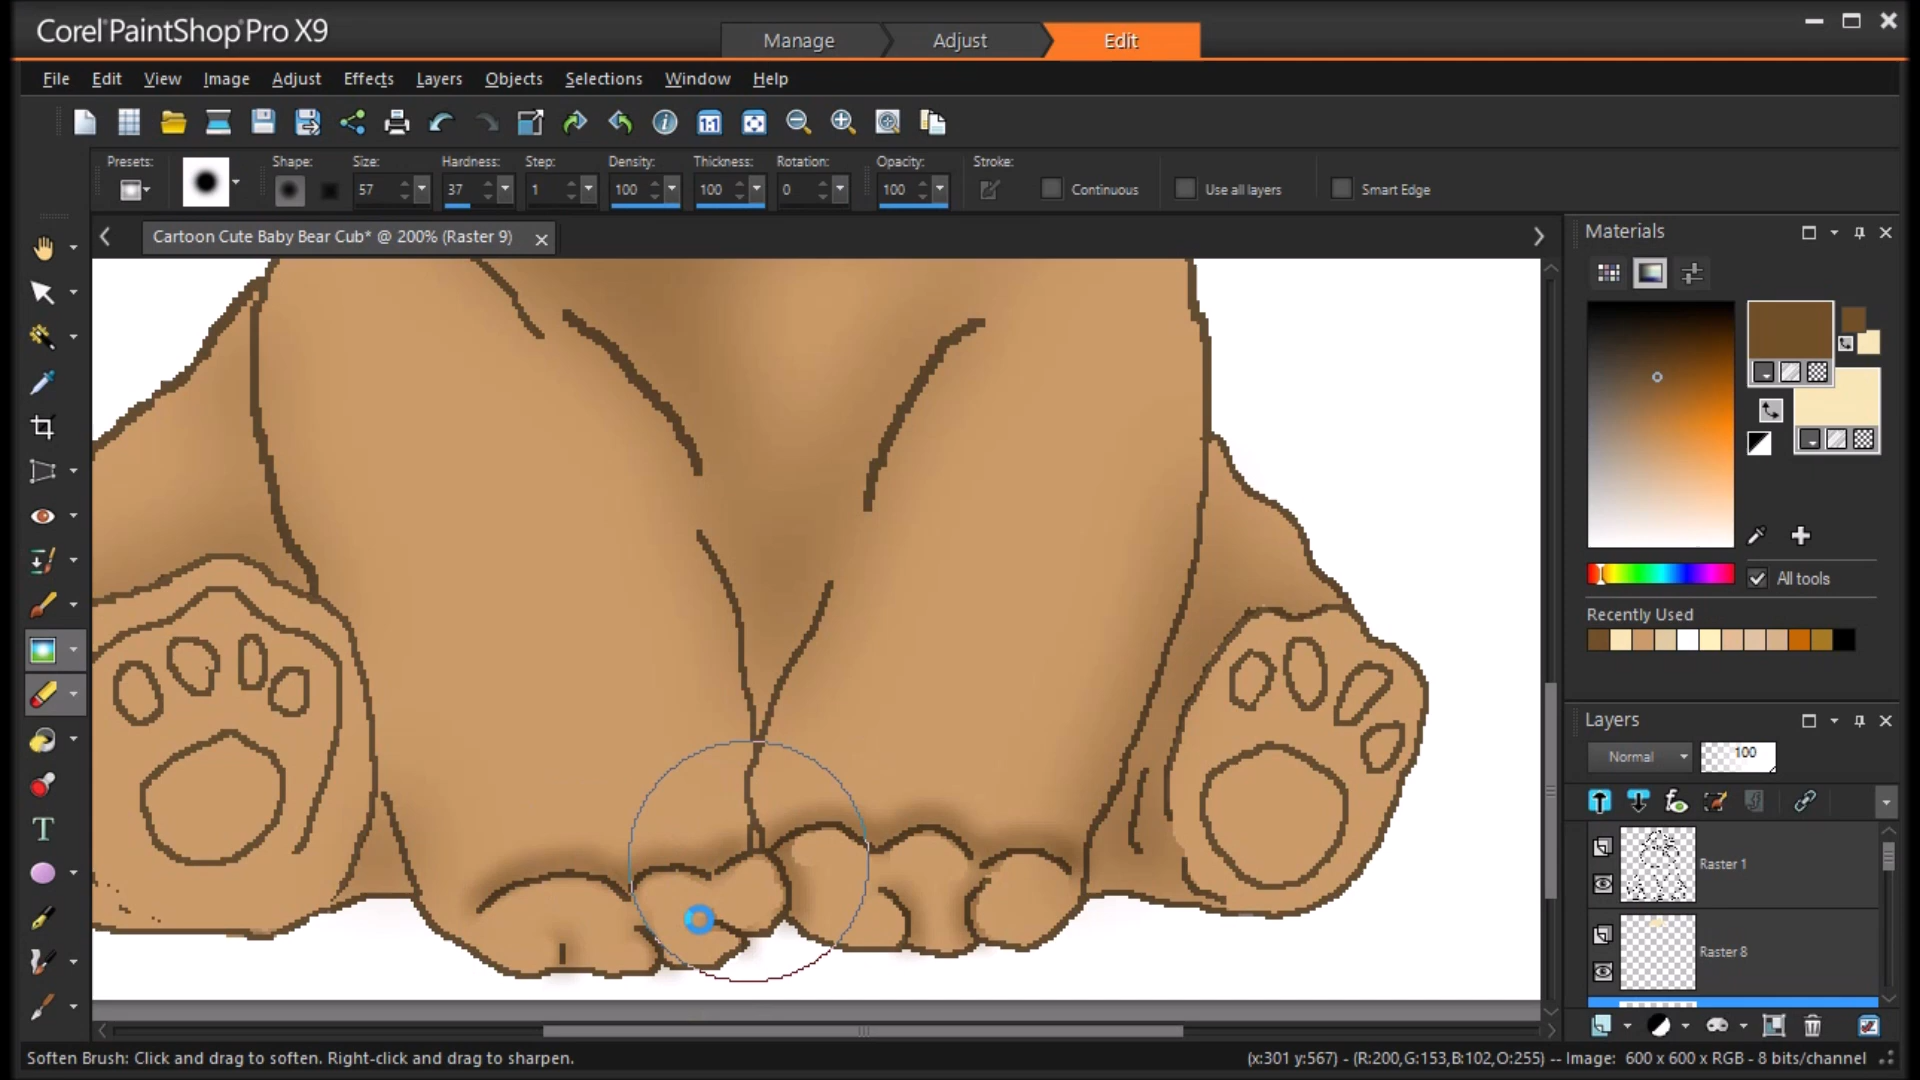 Corel PaintShop Pro X9
Manage Adjust Edit
File Edit View Image Adjust Effects Layers Objects Selections Window Help
1:1
Presets: Shape: Size: Hardness: Step: Density: Thickness: Rotation: Opacity: Stroke:
57 37 1 100 100 0 100 Continuous Use all layers Smart Edge
Cartoon Cute Baby Bear Cub* @ 200% (Raster 9)
Materials
All tools
Recently Used
Layers
Normal 100
Raster 1
Raster 8
Soften Brush: Click and drag to soften. Right-click and drag to sharpen.
(x:301 y:567) - (R:200,G:153,B:102,O:255) -- Image: 600 x 600 x RGB - 8 bits/channel